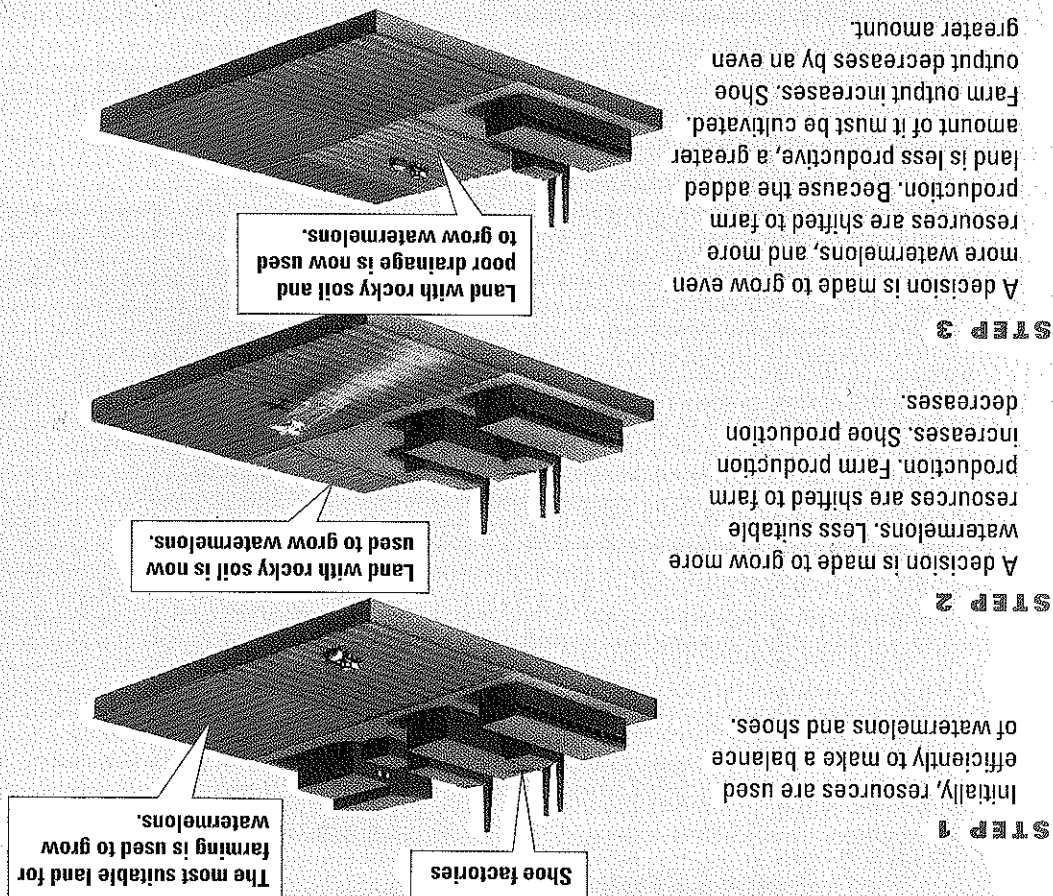 STEP 1
Initially, resources are used
efficiently to make a balance
of watermelons and shoes.
Shoe factories
The most suitable land for
farming is used to grow
watermelons.
STEP 2
A decision is made to grow more
watermelons. Less suitable
resources are shifted to farm
production. Farm production
increases. Shoe production
decreases.
Land with rocky soil is now
used to grow watermelons.
STEP 3
A decision is made to grow even
more watermelons, and more
resources are shifted to farm
production. Because the added
land is less productive, a greater
amount of it must be cultivated.
Farm output increases. Shoe
output decreases by an even
greater amount.
Land with rocky soil and
poor drainage is now used
to grow watermelons.